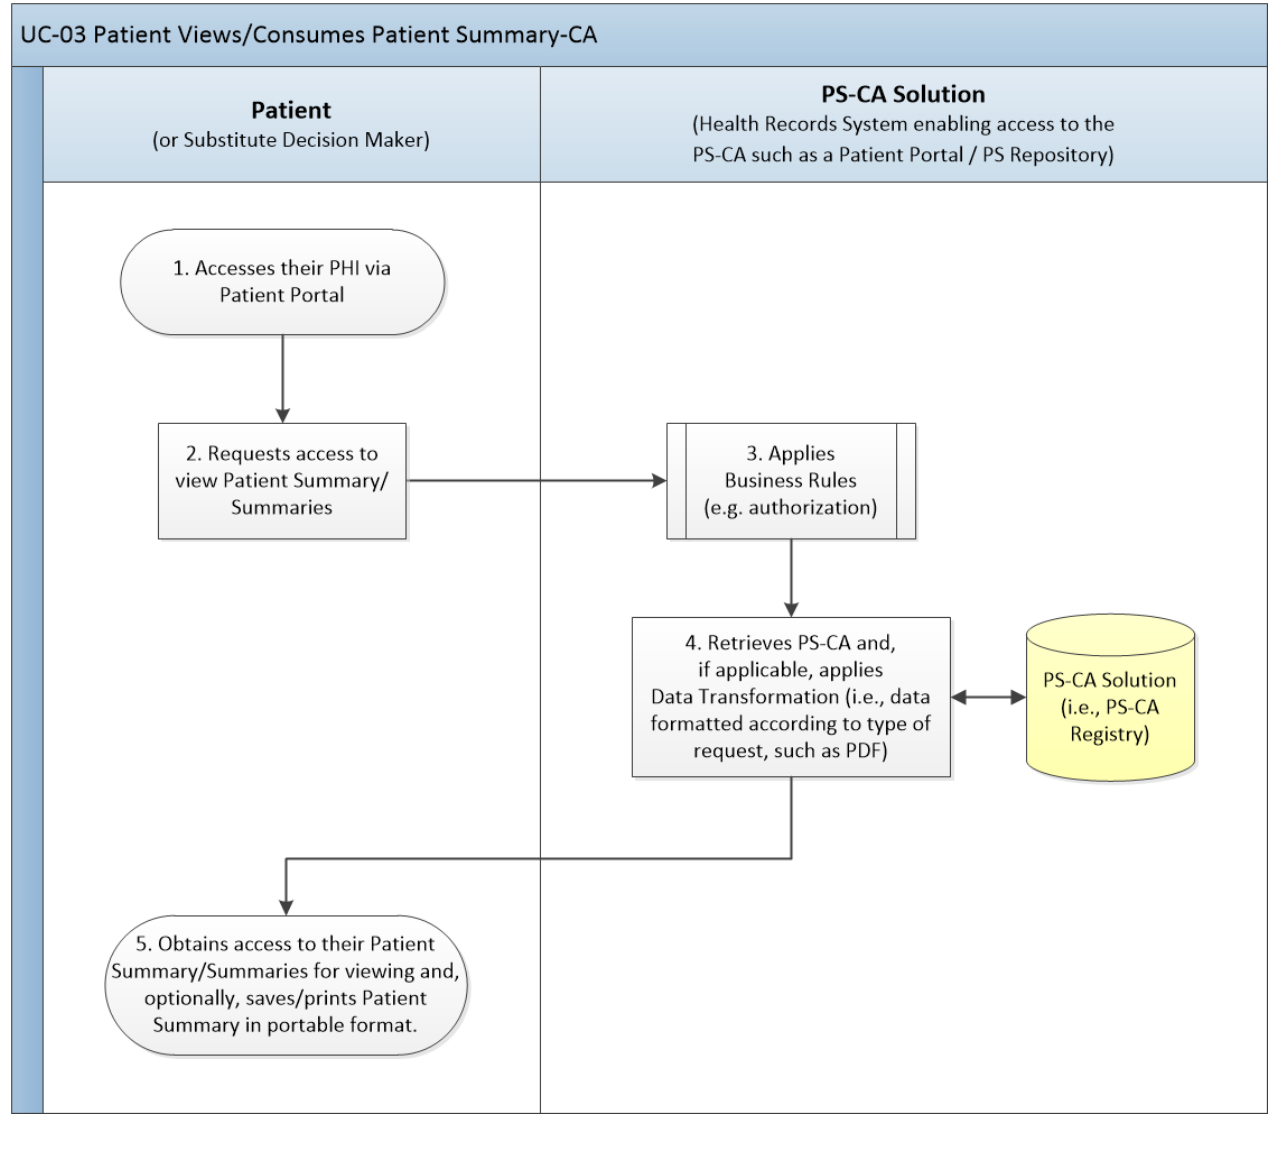 UC-03 Patient Views/Consumes Patient Summary-CA
Patient
(or Substitute Decision Maker)
PS-CA Solution
(Health Records System enabling access to the
PS-CA such as a Patient Portal / PS Repository)
1. Accesses their PHI via
Patient Portal
2. Requests access to
view Patient Summary/
Summaries
3. Applies
Business Rules
(e.g. authorization)
4. Retrieves PS-CA and,
if applicable, applies
Data Transformation (i.e., data
formatted according to type of
request, such as PDF)
PS-CA Solution
(i.e., PS-CA
Registry)
5. Obtains access to their Patient
Summary/Summaries for viewing and,
optionally, saves/prints Patient
Summary in portable format.